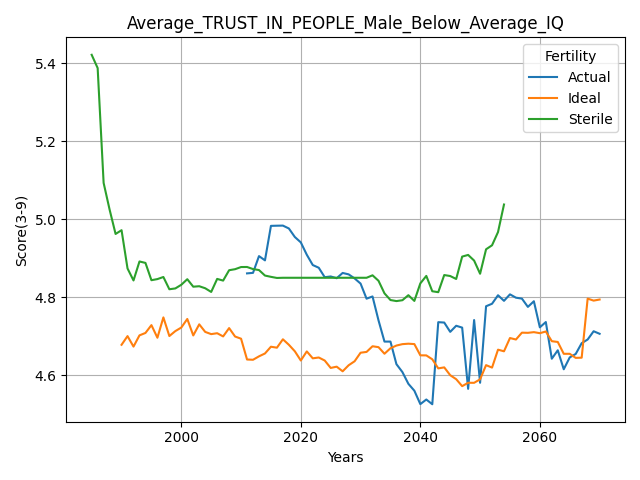 Average_TRUST_IN_PEOPLE_Male_Below_Average_IQ
Fertility
Actual
Ideal
Sterile
Score(3-9)
5.4
5.2
5.0
4.8
4.6
2000
2020
2040
2060
Years